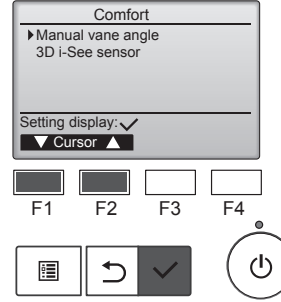 Comfort
Manual vane angle
3D i-See sensor
Setting display:
Cursor
F1 F2 F3 F4